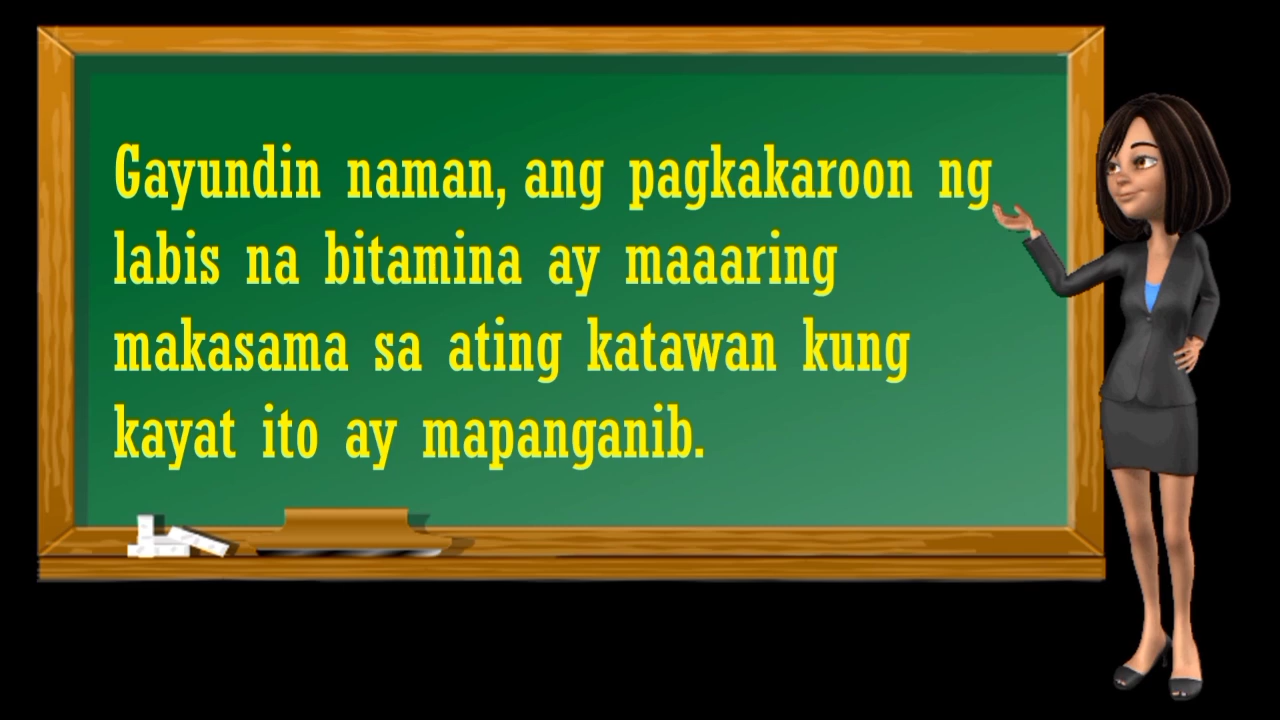 Gayundin naman, ang pagkakaroon ng
labis na bitamina ay maaaring
makasama sa ating katawan kung
kayat ito ay mapanganib.